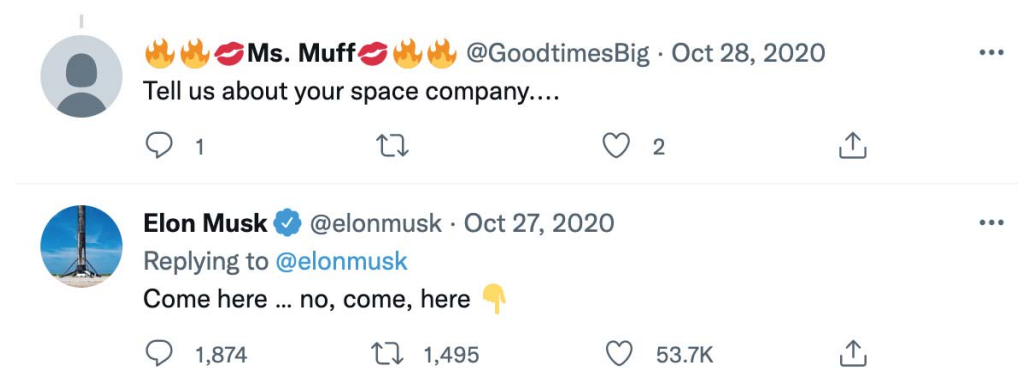 🔥🔥💋Ms. Muff💋🔥🔥 @GoodtimesBig · Oct 28, 2020
Tell us about your space company....
1 2
Elon Musk @elonmusk · Oct 27, 2020
Replying to @elonmusk
Come here ... no, come, here 👇
1,874 1,495 53.7K